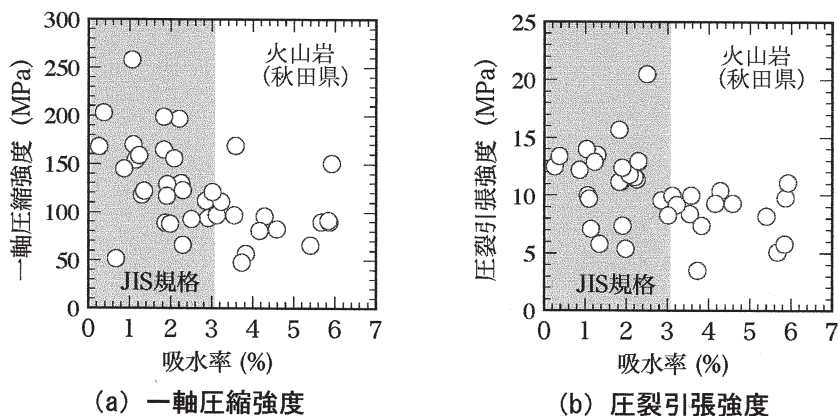 300
250
200
150
100
50
0
一軸圧縮強度 (MPa)
火山岩
(秋田県)
JIS規格
0 1 2 3 4 5 6 7
吸水率 (%)
(a) 一軸圧縮強度
25
20
15
10
5
0
圧裂引張強度 (MPa)
火山岩
(秋田県)
JIS規格
0 1 2 3 4 5 6 7
吸水率 (%)
(b) 圧裂引張強度